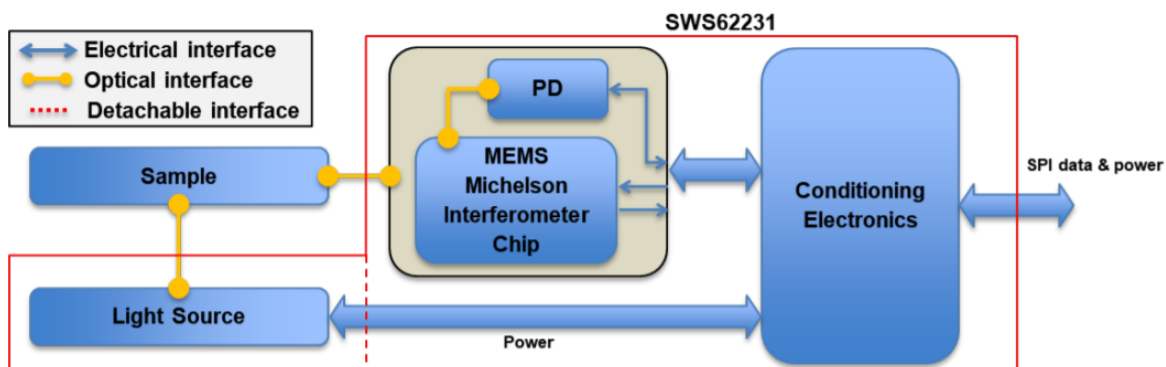 SWS62231
Electrical interface
Optical interface
Detachable interface
PD
MEMS
Michelson
Interferometer
Chip
Sample
Conditioning
Electronics
SPI data & power
Light Source
Power